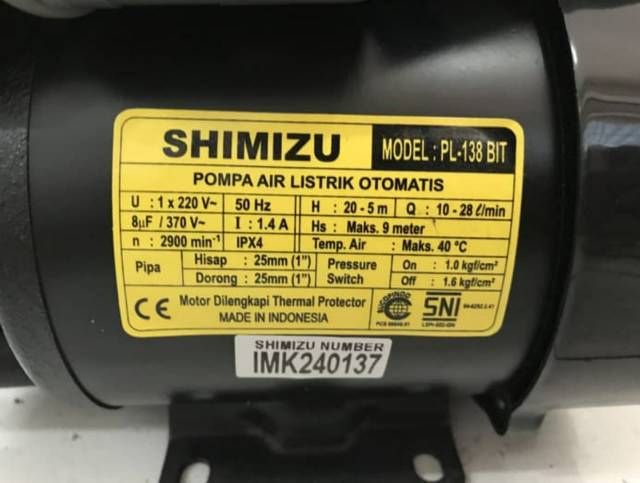 SHIMIZU MODEL : PL-138 BIT
POMPA AIR LISTRIK OTOMATIS
U : 1 x 220 V~ 50 Hz H : 20 - 5 m Q : 10 - 28 ℓ/min
8µF / 370 V~ I : 1.4 A Hs : Maks. 9 meter
n : 2900 min⁻¹ IPX4 Temp. Air : Maks. 40 °C
Pipa Hisap : 25mm (1") Pressure On : 1.0 kgf/cm²
Dorong : 25mm (1") Switch Off : 1.6 kgf/cm²
CE Motor Dilengkapi Thermal Protector SNI
MADE IN INDONESIA
SHIMIZU NUMBER
IMK240137